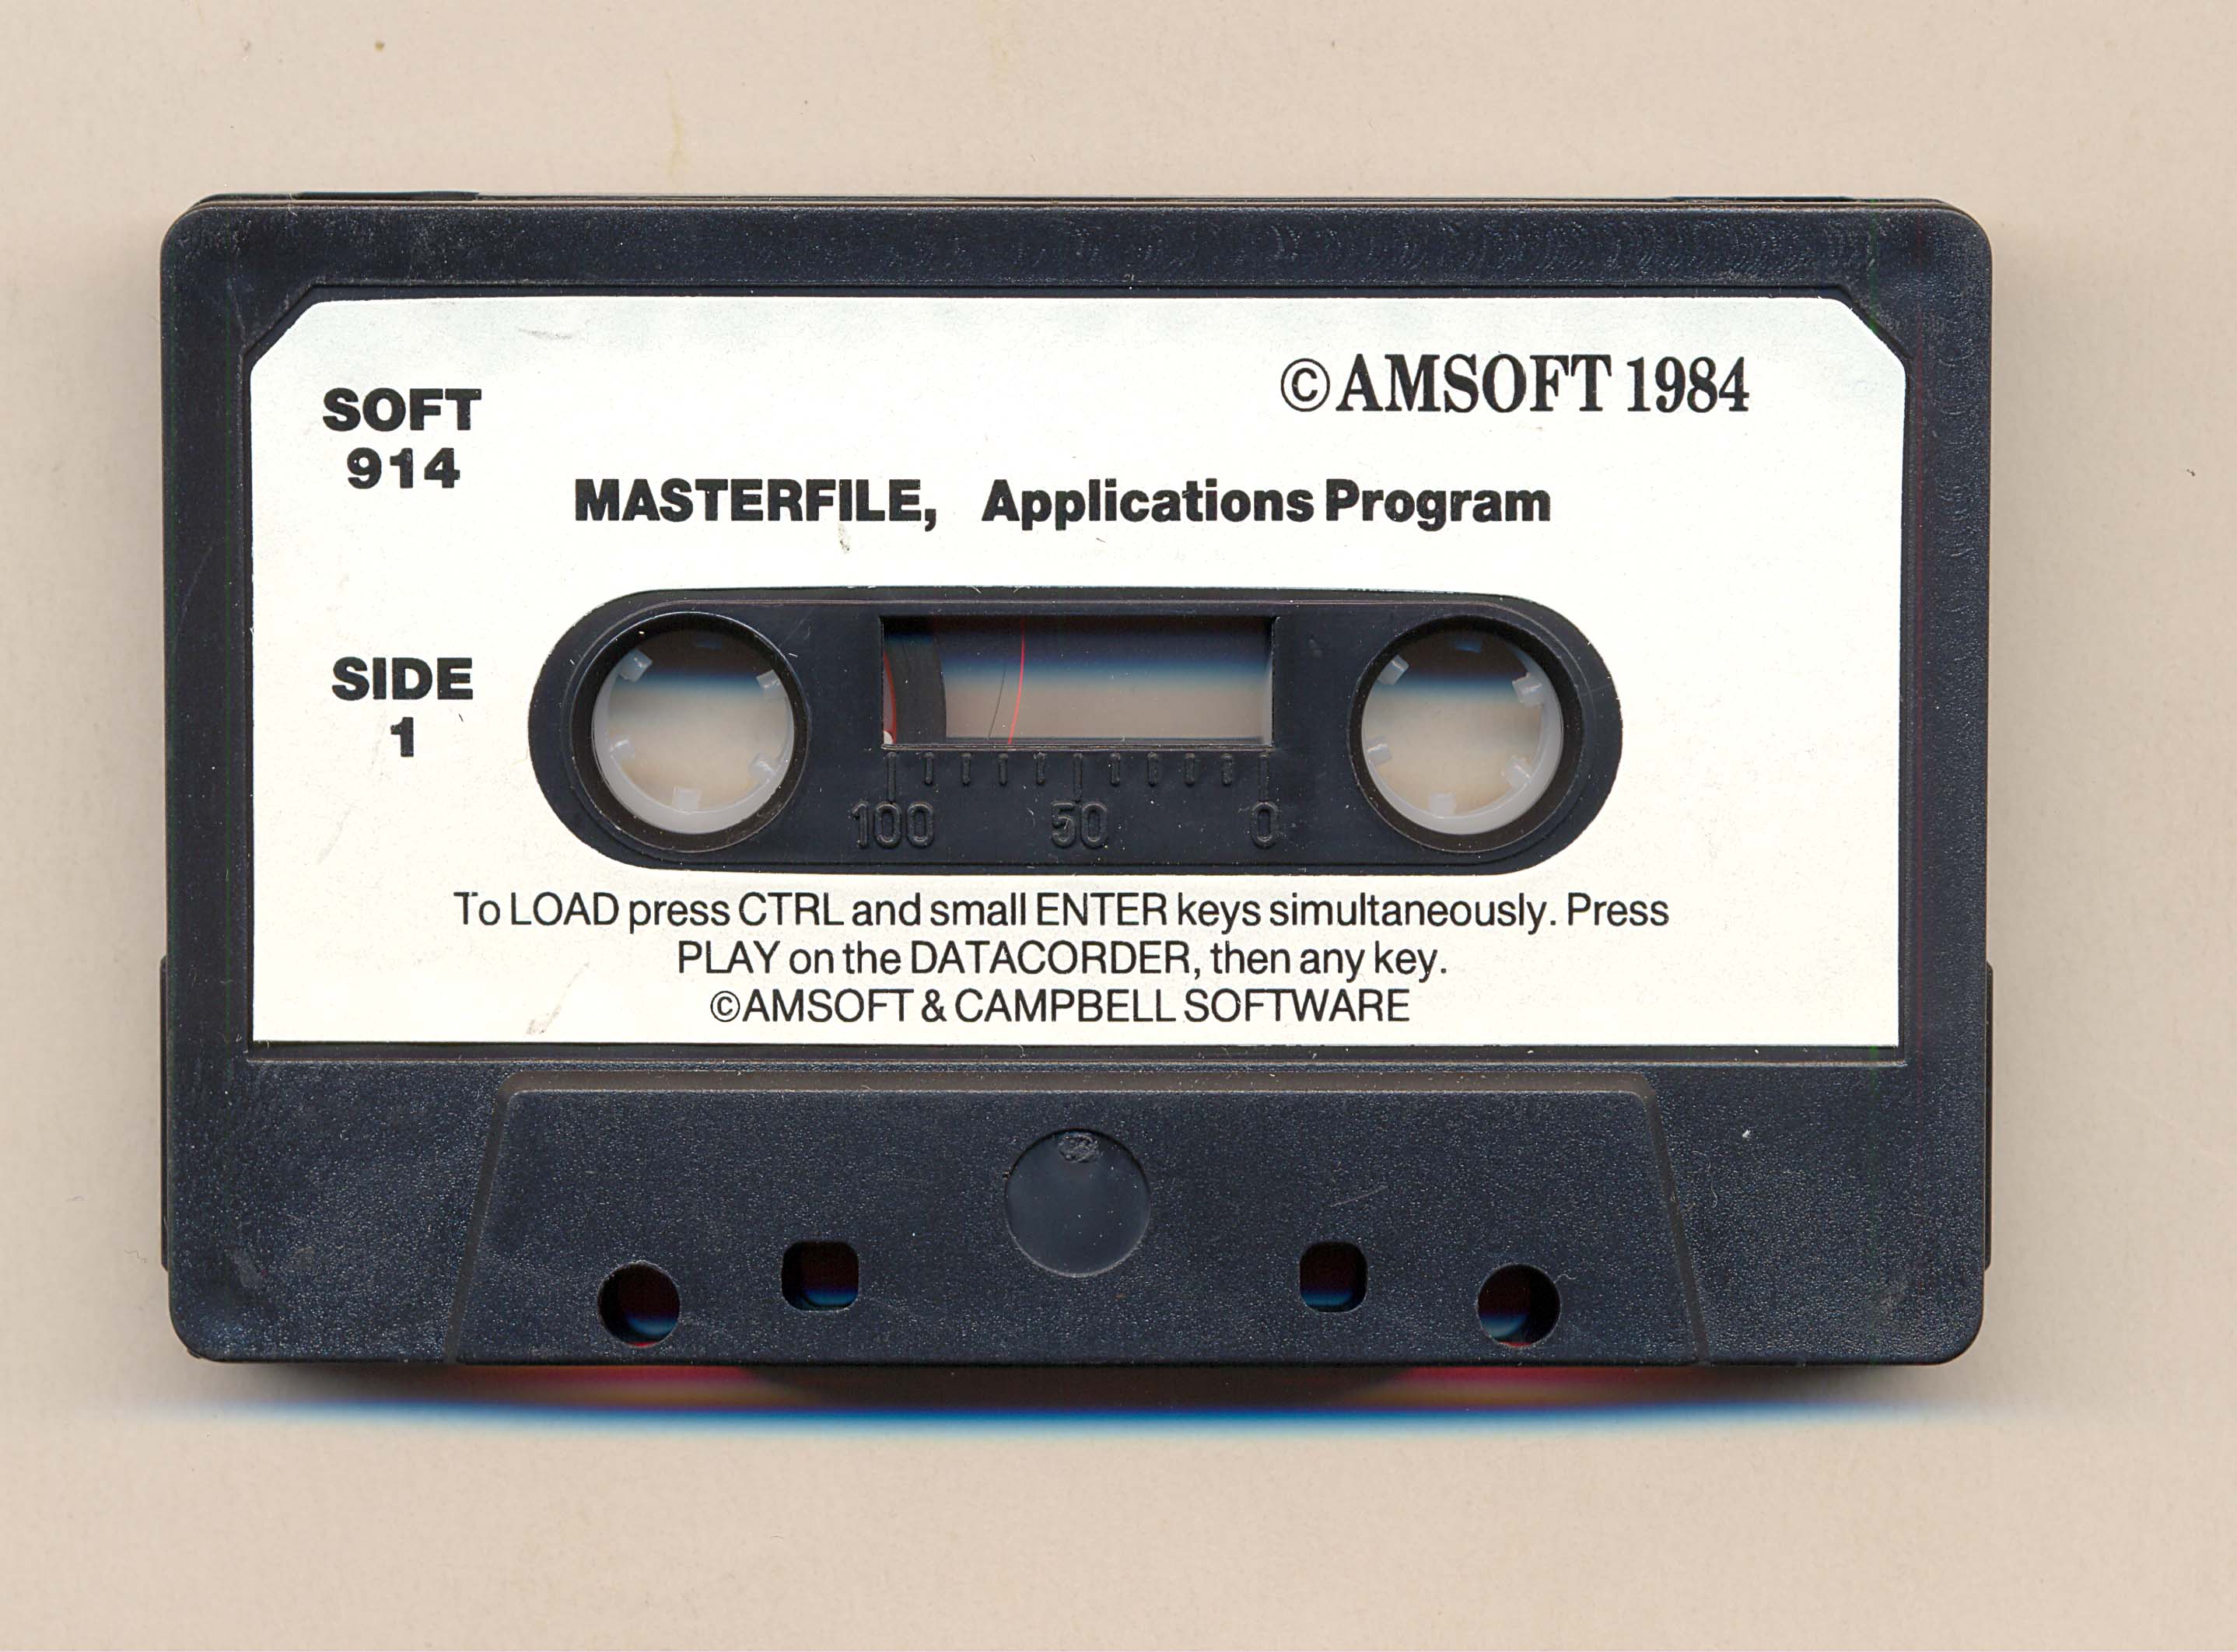 ©AMSOFT 1984
SOFT
914
MASTERFILE, Applications Program
SIDE
1
100 50 0
To LOAD press CTRL and small ENTER keys simultaneously. Press
PLAY on the DATACORDER, then any key.
©AMSOFT & CAMPBELL SOFTWARE